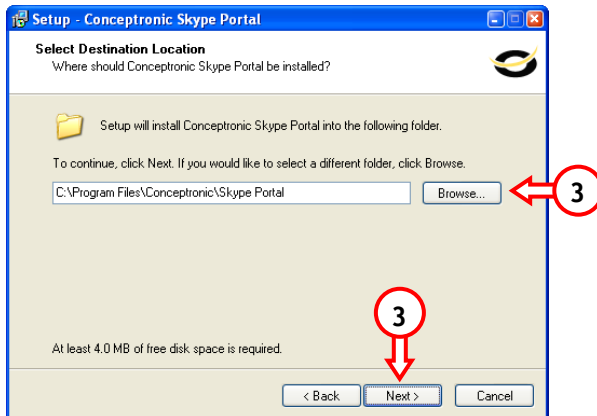 Setup - Conceptronic Skype Portal
Select Destination Location
Where should Conceptronic Skype Portal be installed?
Setup will install Conceptronic Skype Portal into the following folder.
To continue, click Next. If you would like to select a different folder, click Browse.
C:\Program Files\Conceptronic\Skype Portal
Browse...
3
3
At least 4.0 MB of free disk space is required.
< Back
Next >
Cancel